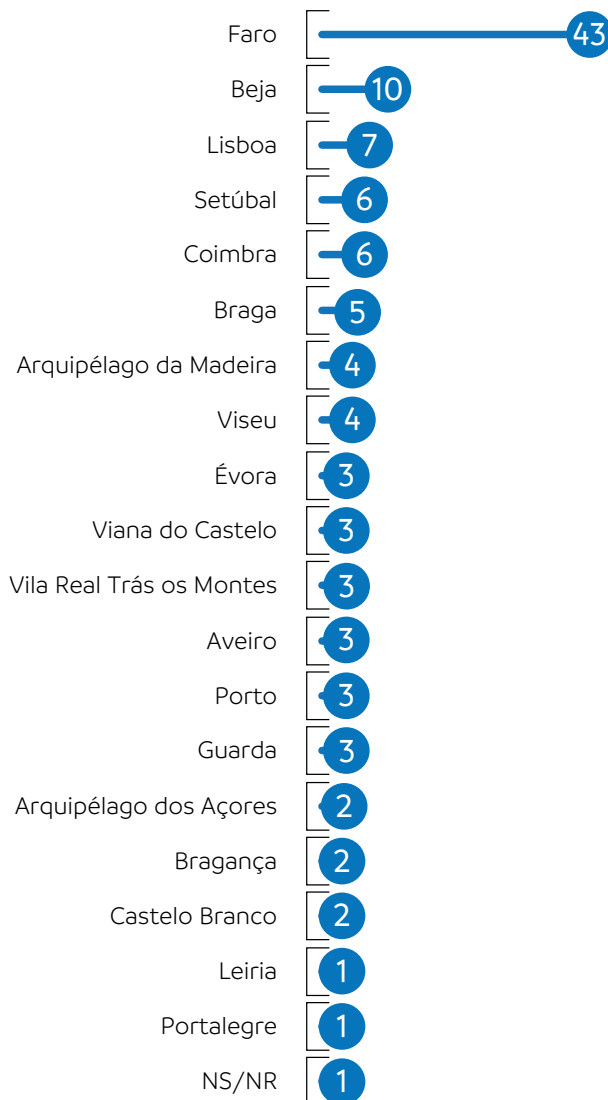 Faro 43
Beja 10
Lisboa 7
Setúbal 6
Coimbra 6
Braga 5
Arquipélago da Madeira 4
Viseu 4
Évora 3
Viana do Castelo 3
Vila Real Trás os Montes 3
Aveiro 3
Porto 3
Guarda 3
Arquipélago dos Açores 2
Bragança 2
Castelo Branco 2
Leiria 1
Portalegre 1
NS/NR 1